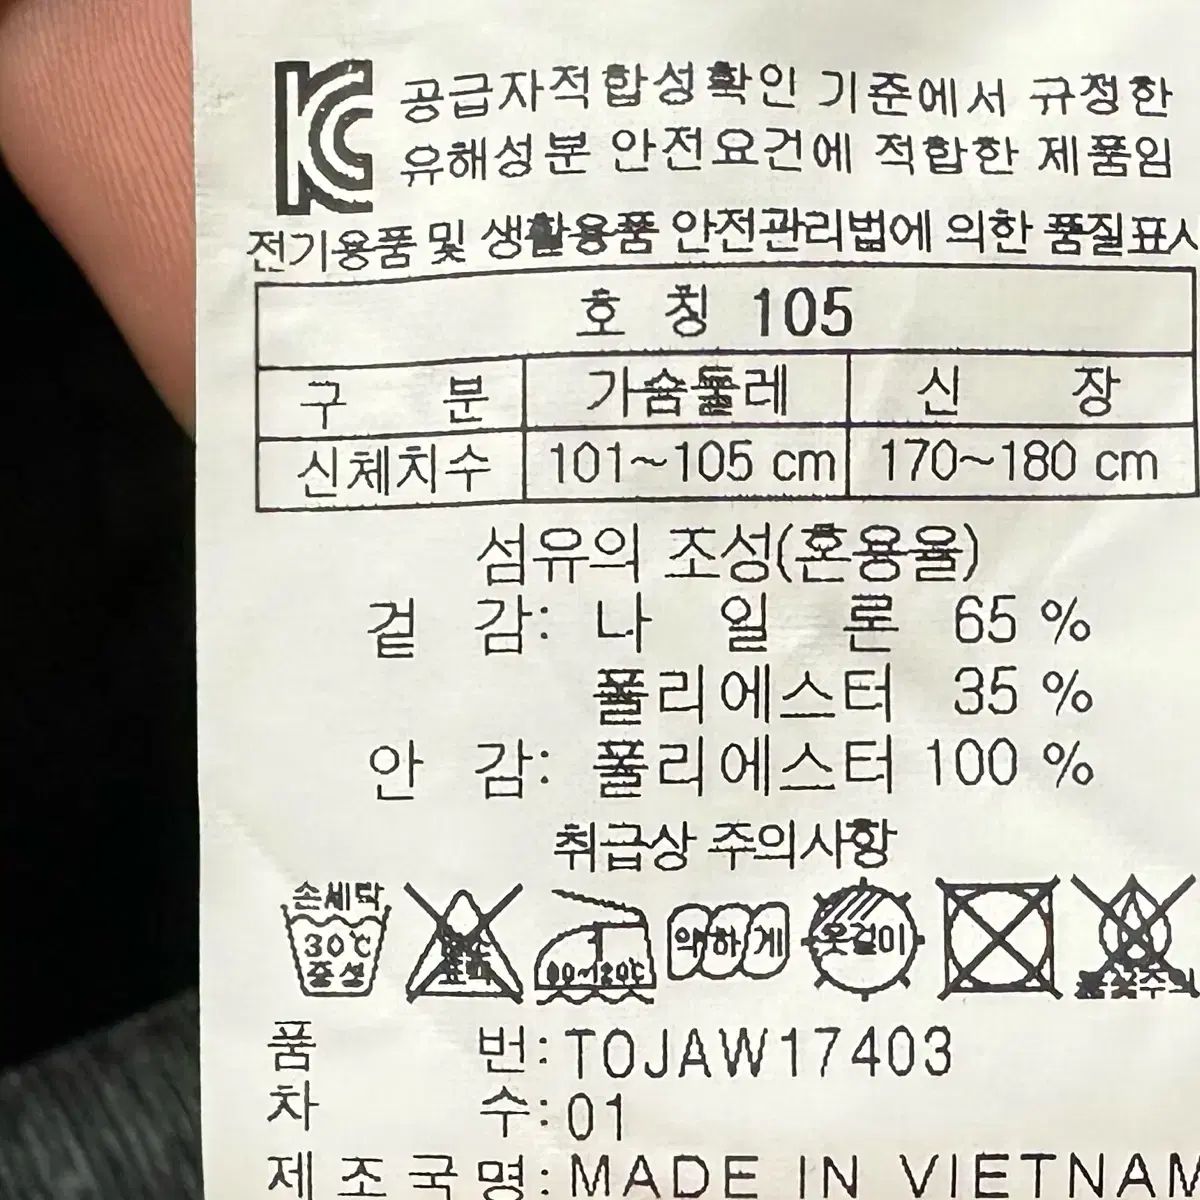 KC 공급자적합성확인 기준에서 규정한
유해성분 안전요건에 적합한 제품임
전기용품 및 생활용품 안전관리법에 의한 품질표시
호 칭 105
구 분 가슴둘레 신 장
신체치수 101~105 cm 170~180 cm
섬유의 조성(혼용율)
겉 감: 나 일 론 65 %
폴리에스터 35 %
안 감: 폴리에스터 100 %
취급상 주의사항
손세탁
30℃
중성
약하게
옷걸이
품 번: TOJAW17403
차 수: 01
제 조 국 명: MADE IN VIETNAM